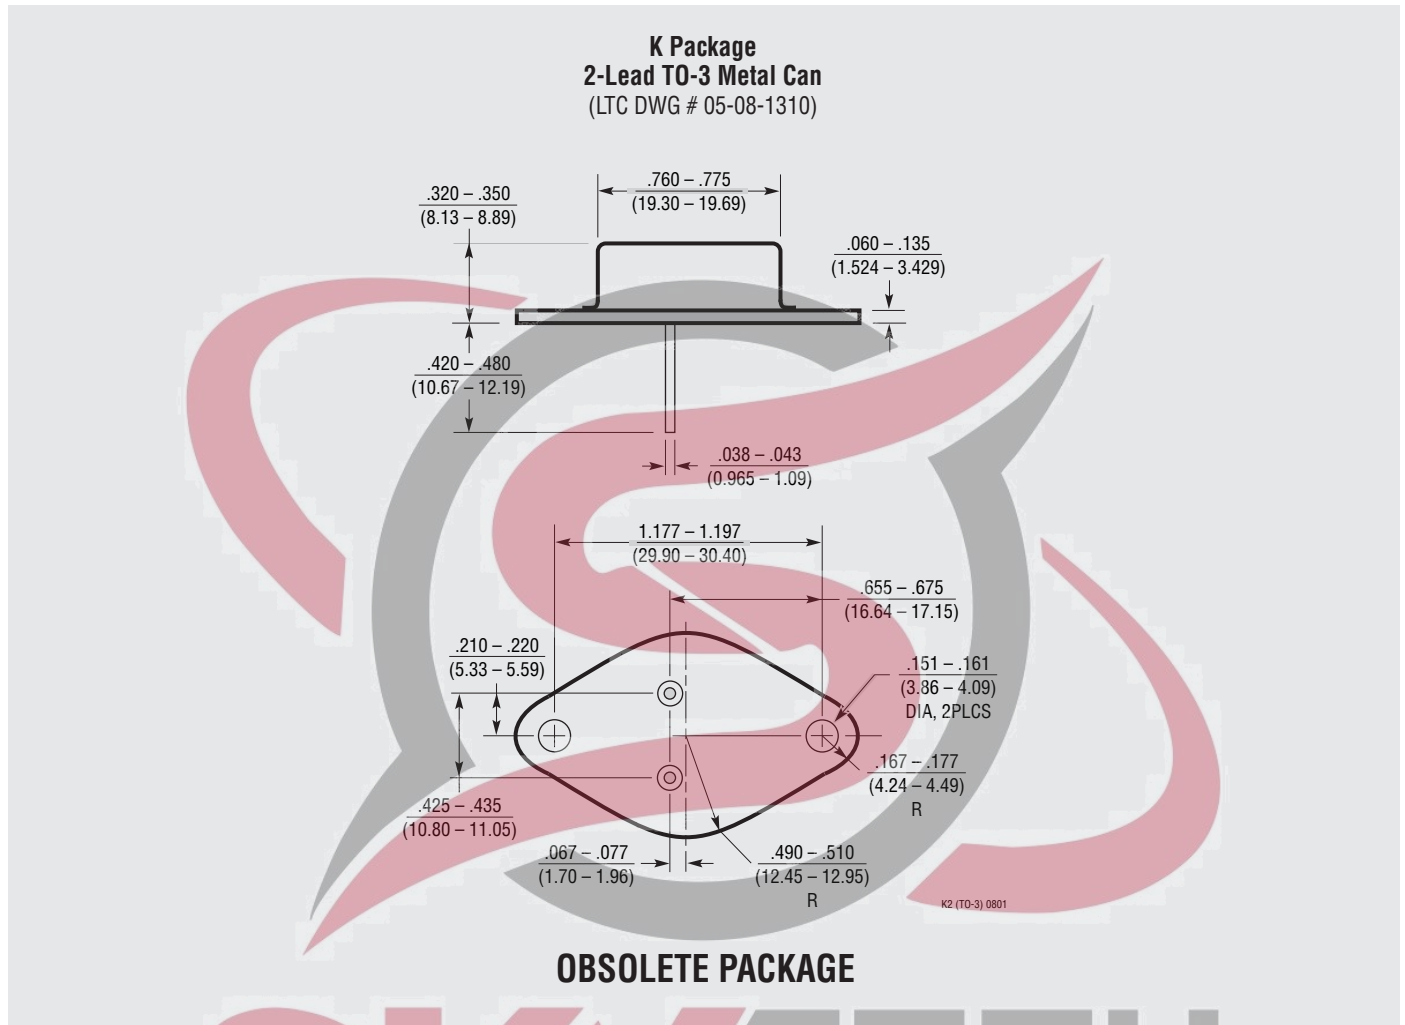 K Package
2-Lead TO-3 Metal Can
(LTC DWG # 05-08-1310)
.760 – .775
(19.30 – 19.69)
.320 – .350
(8.13 – 8.89)
.060 – .135
(1.524 – 3.429)
.420 – .480
(10.67 – 12.19)
.038 – .043
(0.965 – 1.09)
1.177 – 1.197
(29.90 – 30.40)
.655 – .675
(16.64 – 17.15)
.210 – .220
(5.33 – 5.59)
.151 – .161
(3.86 – 4.09)
DIA, 2PLCS
.167 – .177
(4.24 – 4.49)
R
.425 – .435
(10.80 – 11.05)
.067 – .077
(1.70 – 1.96)
.490 – .510
(12.45 – 12.95)
R
K2 (TO-3) 0801
OBSOLETE PACKAGE